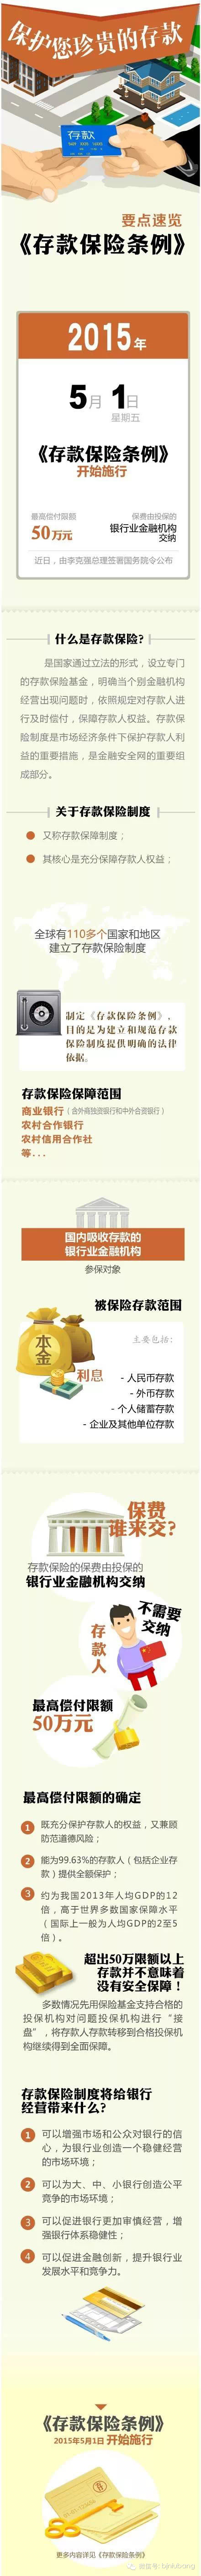 保护您珍贵的存款
存款
要点速览
《存款保险条例》
2015年
5月 1日
星期五
《存款保险条例》
开始施行
最高偿付限额
50万元
保费由投保的
银行业金融机构
交纳
近日，由李克强总理签署国务院令公布
什么是存款保险?
是国家通过立法的形式，设立专门
的存款保险基金，明确当个别金融机构
经营出现问题时，依照规定对存款人进
行及时偿付，保障存款人权益。存款保
险制度是市场经济条件下保护存款人利
益的重要措施，是金融安全网的重要组
成部分。
关于存款保险制度
又称存款保障制度；
其核心是充分保障存款人权益；
全球有110多个国家和地区
建立了存款保险制度
制定《存款保险条例》，
目的是为建立和规范存款
保险制度提供明确的法律
依据。
存款保险保障范围
商业银行（含外商独资银行和中外合资银行）
农村合作银行
农村信用合作社
等...
国内吸收存款的
银行业金融机构
参保对象
被保险存款范围
本金
利息
主要包括:
- 人民币存款
- 外币存款
- 个人储蓄存款
- 企业及其他单位存款
保费
谁来交?
存款保险的保费由投保的
银行业金融机构交纳
存款人
不需要
交纳
最高偿付限额
50万元
最高偿付限额的确定
1 既充分保护存款人的权益，又兼顾
防范道德风险；
2 能为99.63%的存款人（包括企业存
款）提供全额保护；
3 约为我国2013年人均GDP的12
倍，高于世界多数国家保障水平
（国际上一般为人均GDP的2至5
倍）。
超出50万限额以上
存款并不意味着
没有安全保障！
多数情况先用保险基金支持合格的
投保机构对问题投保机构进行“接
盘”，将存款人存款转移到合格投保机
构继续得到全面保障。
存款保险制度将给银行
经营带来什么?
1 可以增强市场和公众对银行的信
心，为银行业创造一个稳健经营
的市场环境；
2 可以为大、中、小银行创造公平
竞争的市场环境；
3 可以促进银行更加审慎经营，增
强银行体系稳健性；
4 可以促进金融创新，提升银行业
发展水平和竞争力。
《存款保险条例》
2015年5月1日 开始施行
更多内容详见《存款保险条例》